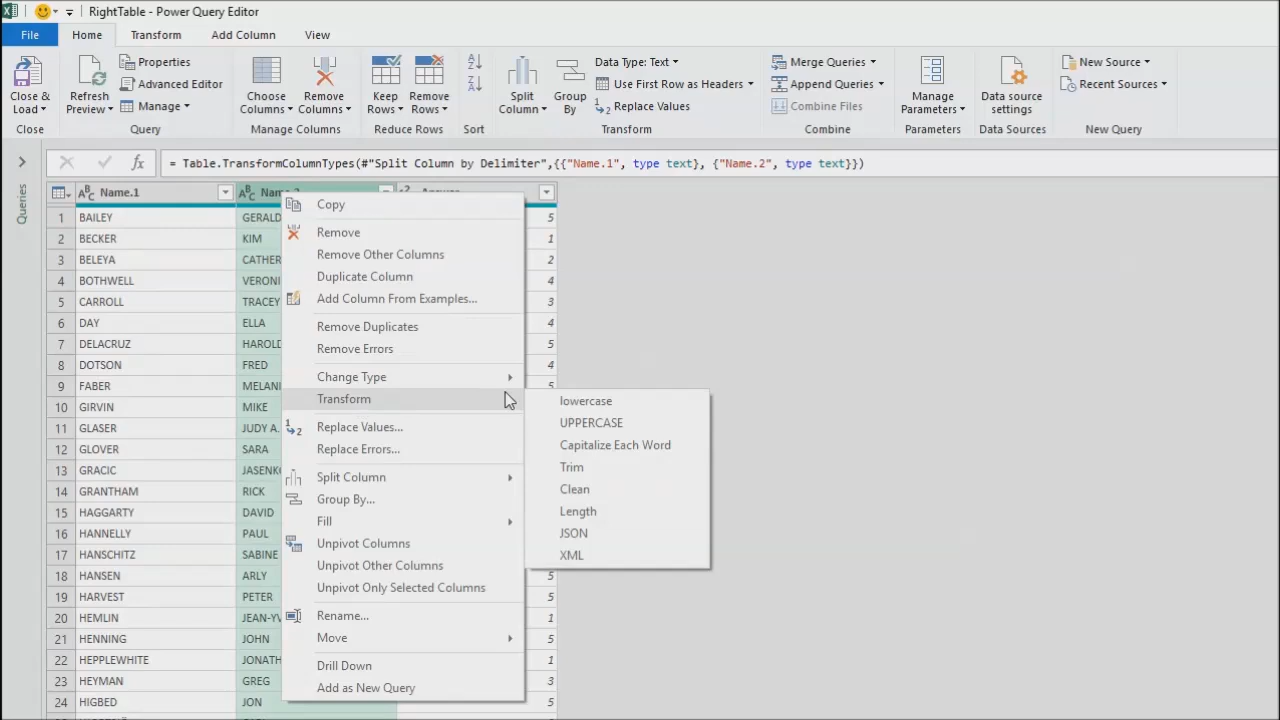 RightTable - Power Query Editor
File Home Transform Add Column View
Close & Load
Close
Refresh Preview
Properties
Advanced Editor
Manage
Query
Choose Columns
Remove Columns
Manage Columns
Keep Rows
Remove Rows
Reduce Rows
Sort
Split Column
Group By
Data Type: Text
Use First Row as Headers
Replace Values
Transform
Merge Queries
Append Queries
Combine Files
Combine
Manage Parameters
Parameters
Data source settings
Data Sources
New Source
Recent Sources
New Query
fx = Table.TransformColumnTypes(#"Split Column by Delimiter",{{"Name.1", type text}, {"Name.2", type text}})
Queries
Name.1
1 BAILEY GERALD 5
2 BECKER KIM 1
3 BELEYA CATHER 2
4 BOTHWELL VERONI 4
5 CARROLL TRACEY 3
6 DAY ELLA 4
7 DELACRUZ HAROL 5
8 DOTSON FRED 4
9 FABER MELANI 5
10 GIRVIN MIKE
11 GLASER JUDY A.
12 GLOVER SARA
13 GRACIC JASENK
14 GRANTHAM RICK
15 HAGGARTY DAVID
16 HANNELLY PAUL
17 HANSCHITZ SABINE
18 HANSEN ARLY 5
19 HARVEST PETER 5
20 HEMLIN JEAN-YV 1
21 HENNING JOHN 5
22 HEPPLEWHITE JONATH 1
23 HEYMAN GREG 3
24 HIGBED JON 5
Copy
Remove
Remove Other Columns
Duplicate Column
Add Column From Examples...
Remove Duplicates
Remove Errors
Change Type
Transform
Replace Values...
Replace Errors...
Split Column
Group By...
Fill
Unpivot Columns
Unpivot Other Columns
Unpivot Only Selected Columns
Rename...
Move
Drill Down
Add as New Query
lowercase
UPPERCASE
Capitalize Each Word
Trim
Clean
Length
JSON
XML